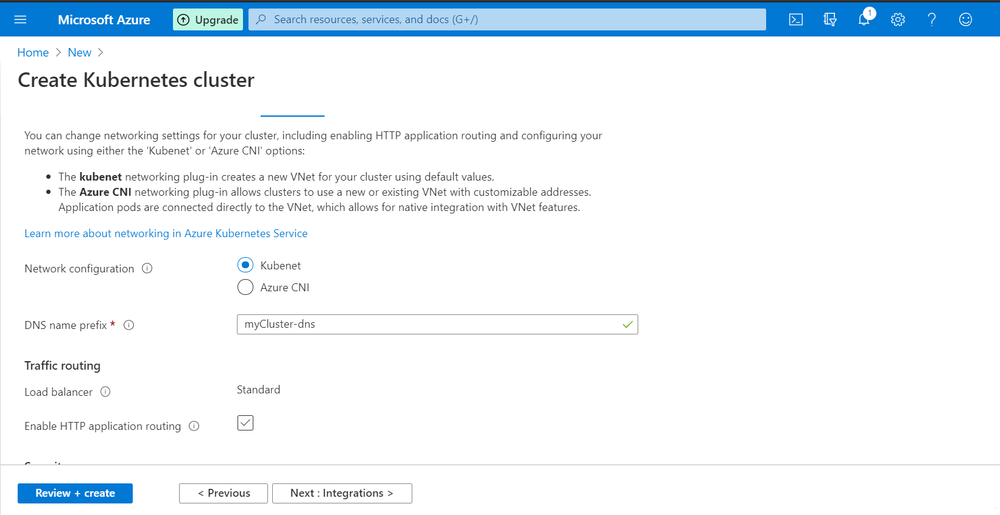 Microsoft Azure
Upgrade
Search resources, services, and docs (G+/)
1
Home > New >
Create Kubernetes cluster
You can change networking settings for your cluster, including enabling HTTP application routing and configuring your
network using either the 'Kubenet' or 'Azure CNI' options:
• The kubenet networking plug-in creates a new VNet for your cluster using default values.
• The Azure CNI networking plug-in allows clusters to use a new or existing VNet with customizable addresses.
Application pods are connected directly to the VNet, which allows for native integration with VNet features.
Learn more about networking in Azure Kubernetes Service
Network configuration
Kubenet
Azure CNI
DNS name prefix *
myCluster-dns
Traffic routing
Load balancer
Standard
Enable HTTP application routing
Review + create
< Previous
Next : Integrations >